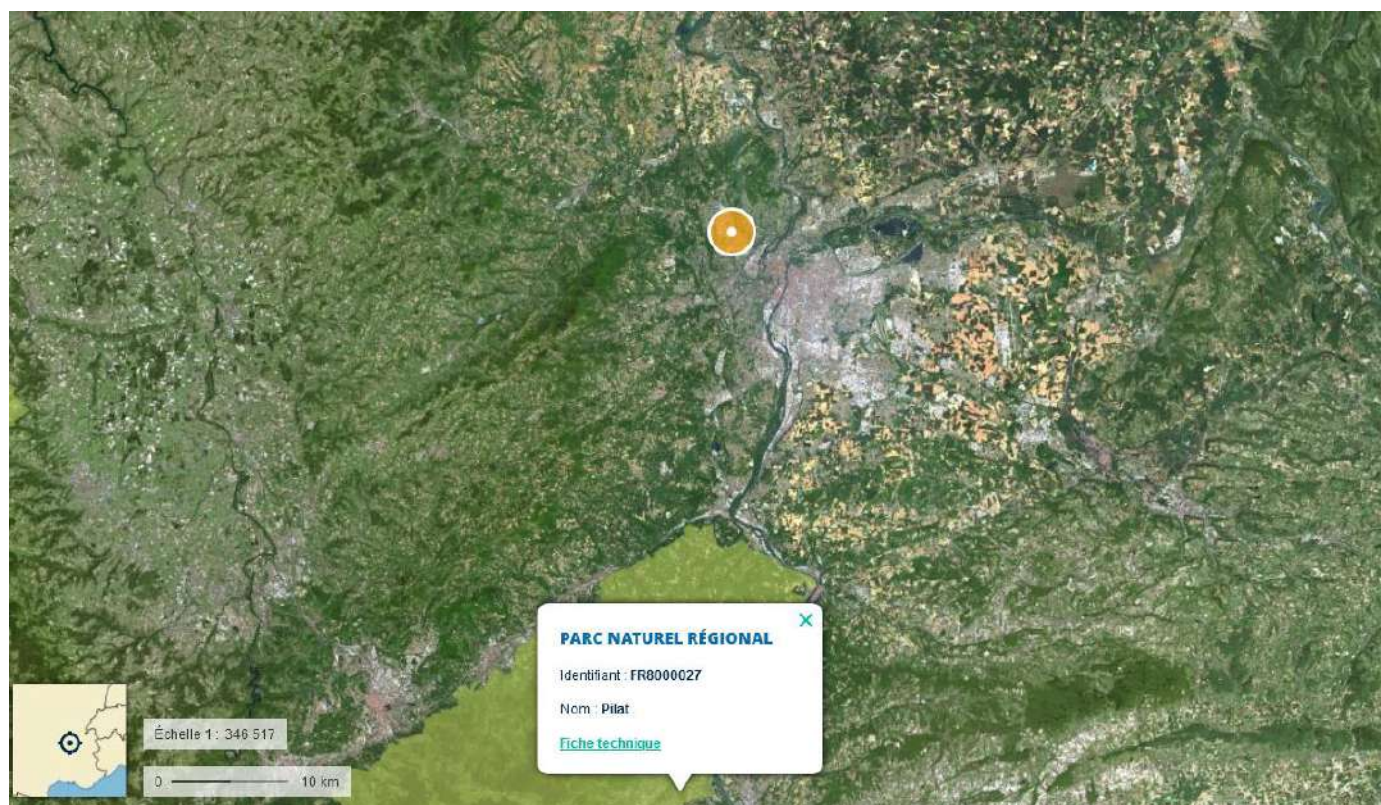 PARC NATUREL RÉGIONAL
Identifiant : FR8000027
Nom : Pilat
Fiche technique
Échelle 1 : 346 517
0 10 km